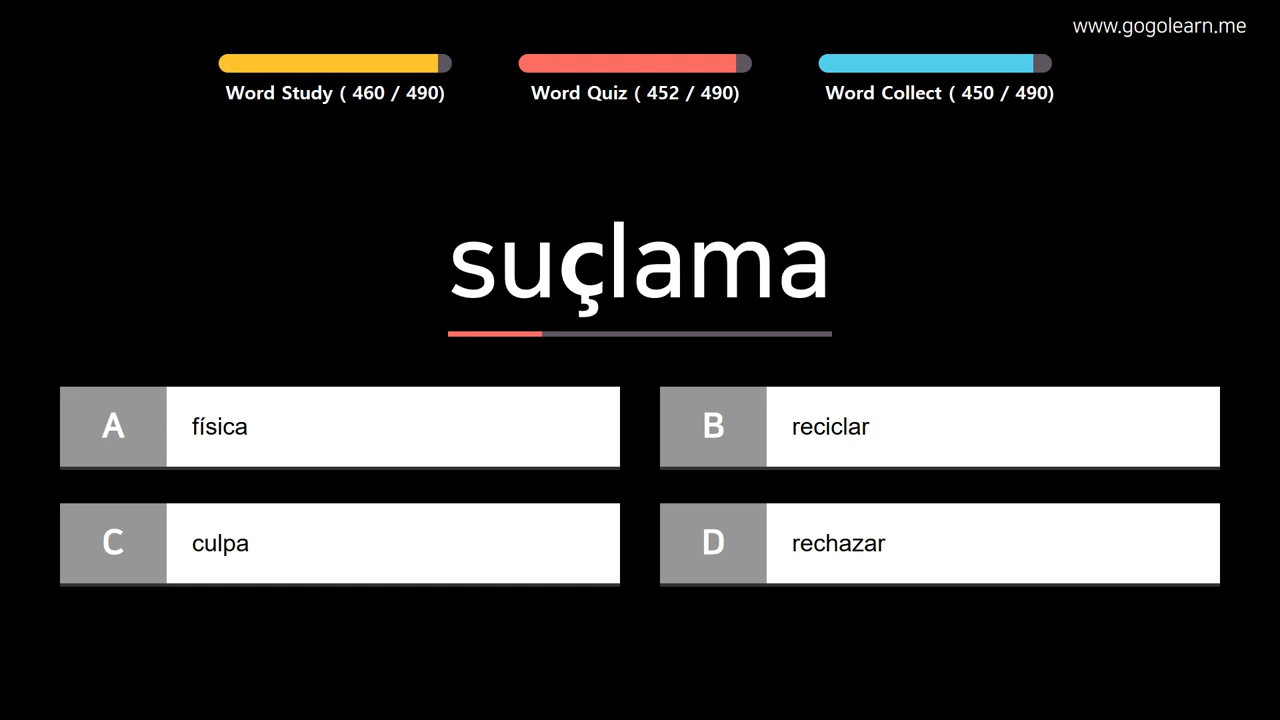 www.gogolearn.me
Word Study ( 460 / 490)
Word Quiz ( 452 / 490)
Word Collect ( 450 / 490)
suçlama
A física
B reciclar
C culpa
D rechazar